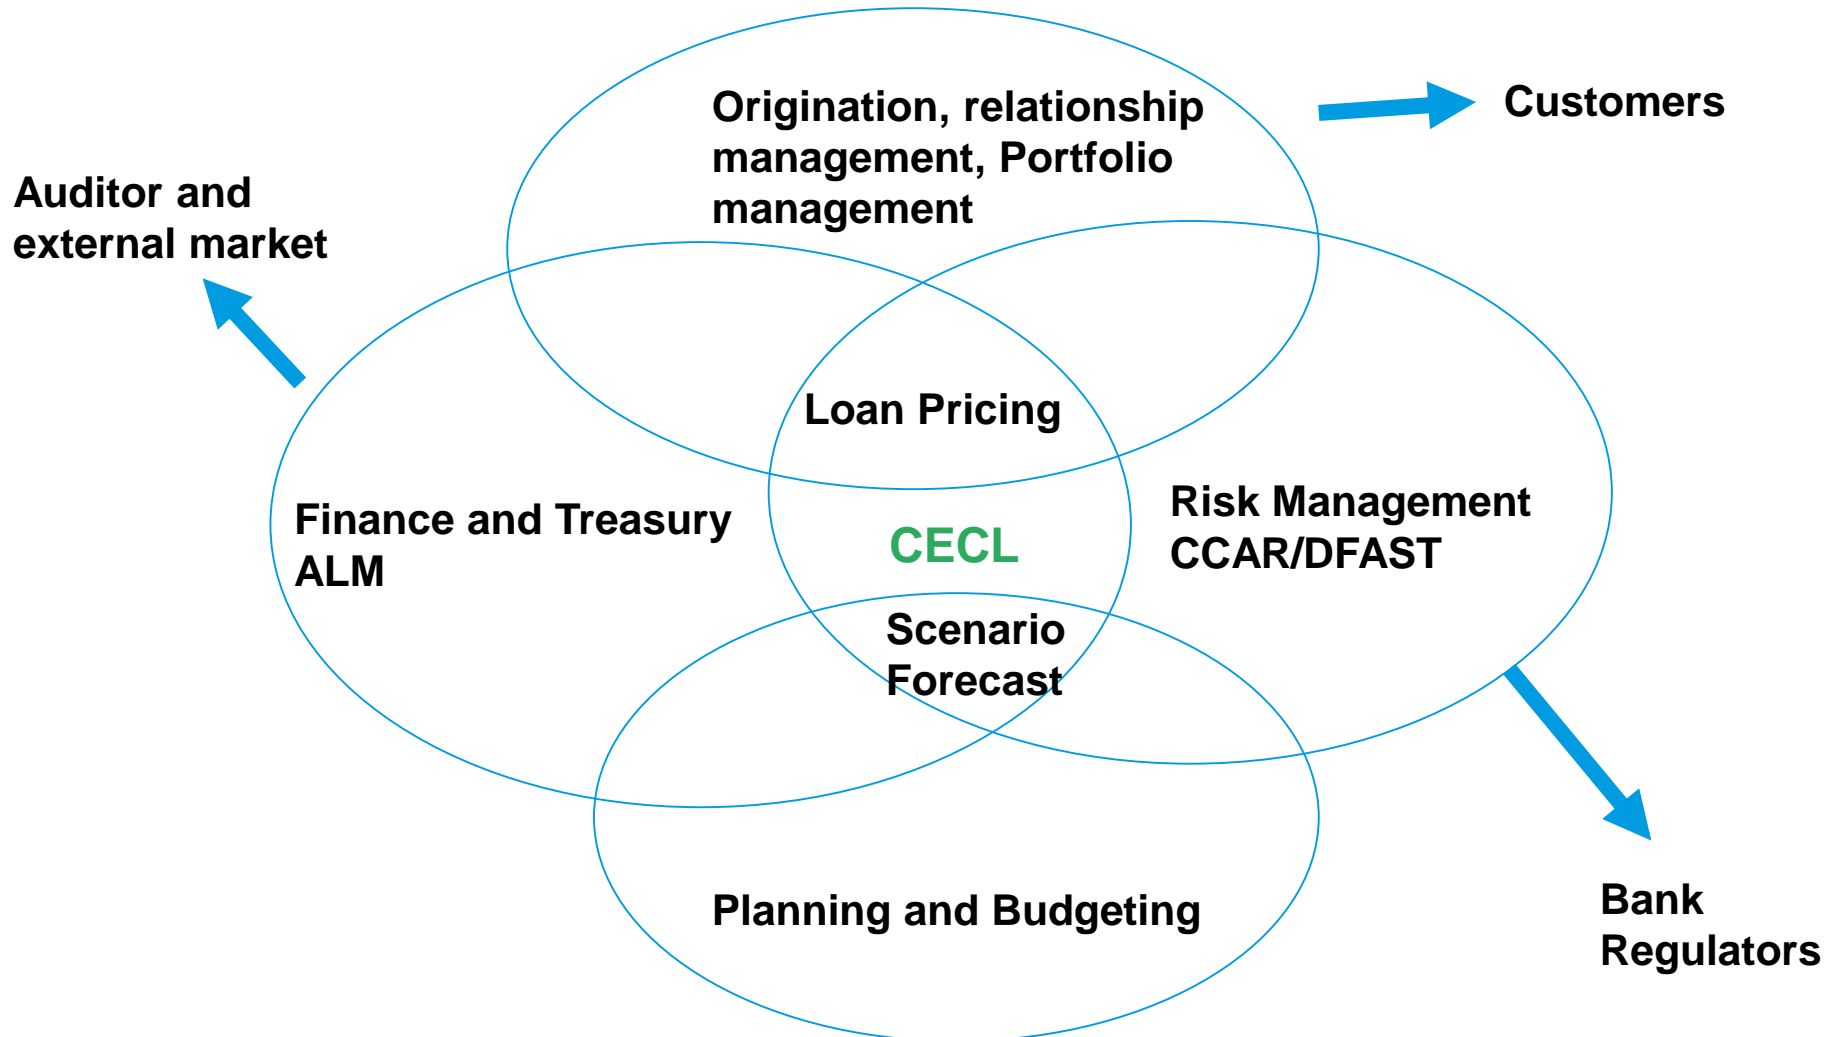 Origination, relationship
management, Portfolio
management
Customers
Auditor and
external market
Loan Pricing
Finance and Treasury
ALM
CECL
Risk Management
CCAR/DFAST
Scenario
Forecast
Planning and Budgeting
Bank
Regulators